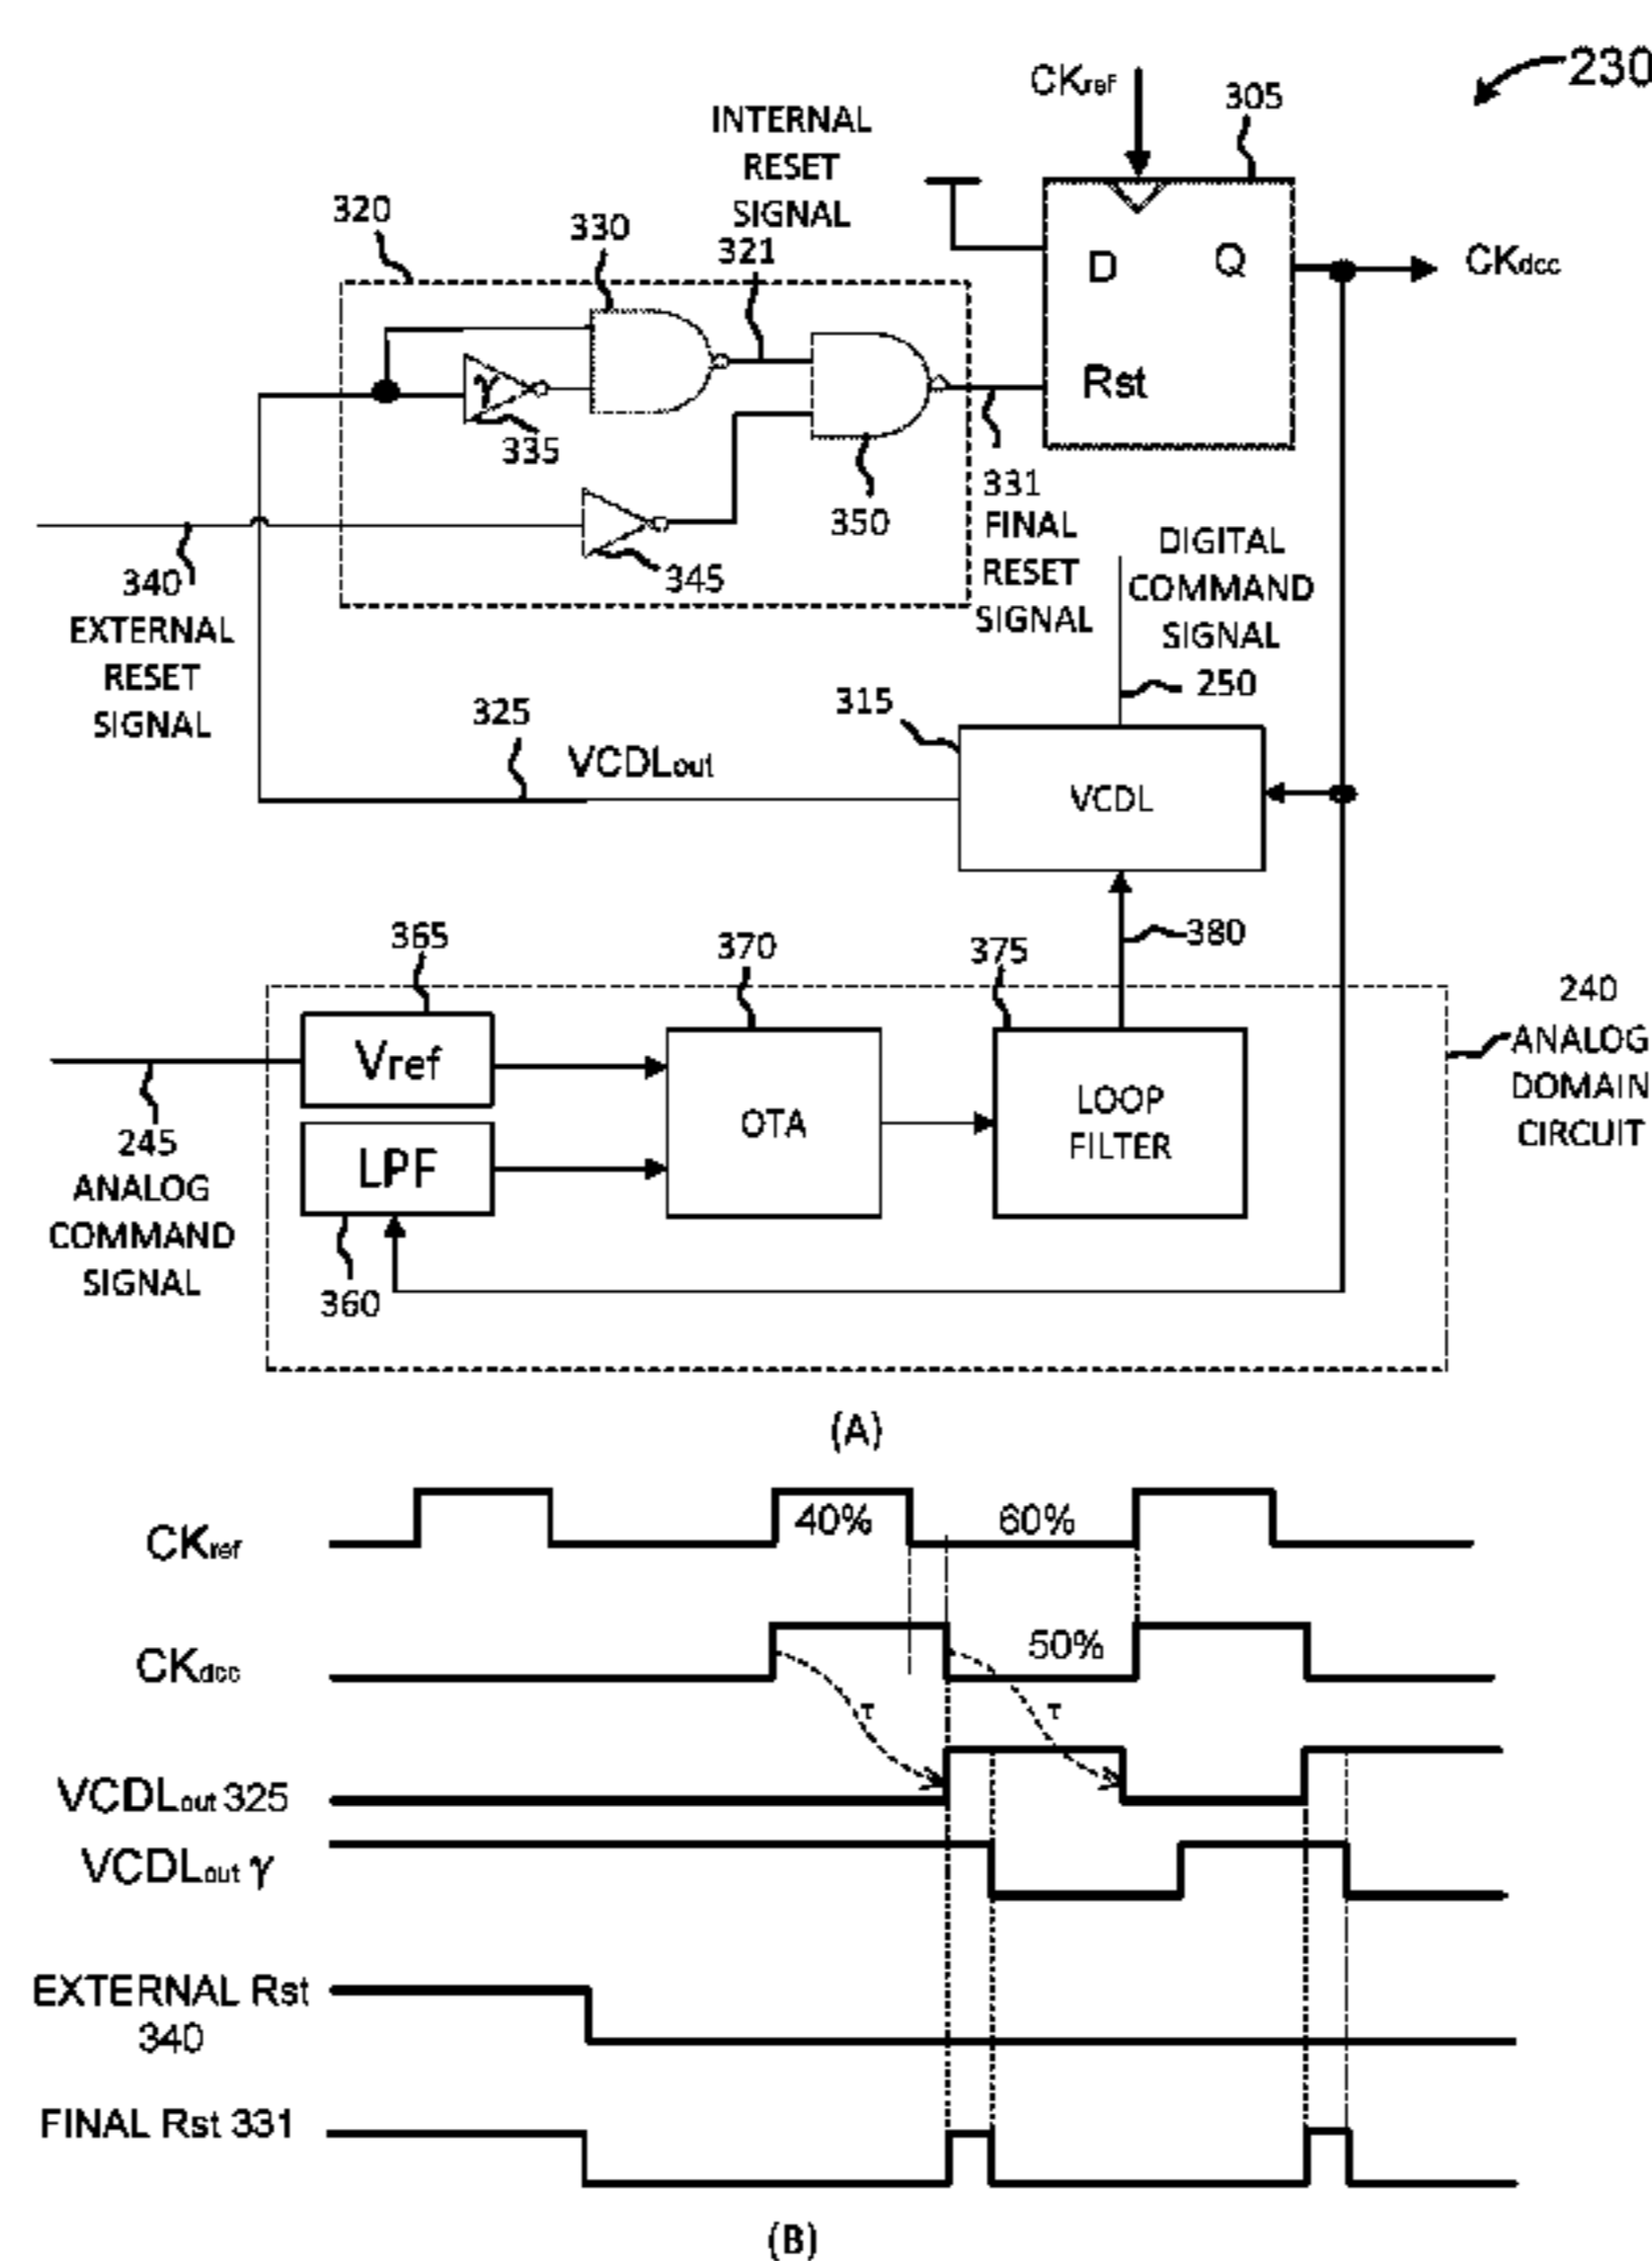 230
CKref
305
INTERNAL
RESET
SIGNAL
321
320
330
D
Q
CKdcc
γ
335
Rst
331
FINAL
RESET
SIGNAL
350
345
340
EXTERNAL
RESET
SIGNAL
DIGITAL
COMMAND
SIGNAL
250
315
325
VCDLout
VCDL
365
370
375
380
240
ANALOG
DOMAIN
CIRCUIT
Vref
OTA
LOOP
FILTER
LPF
245
ANALOG
COMMAND
SIGNAL
360
(A)
CKref
40%
60%
CKdcc
50%
τ
τ
VCDLout 325
VCDLout γ
EXTERNAL Rst
340
FINAL Rst 331
(B)